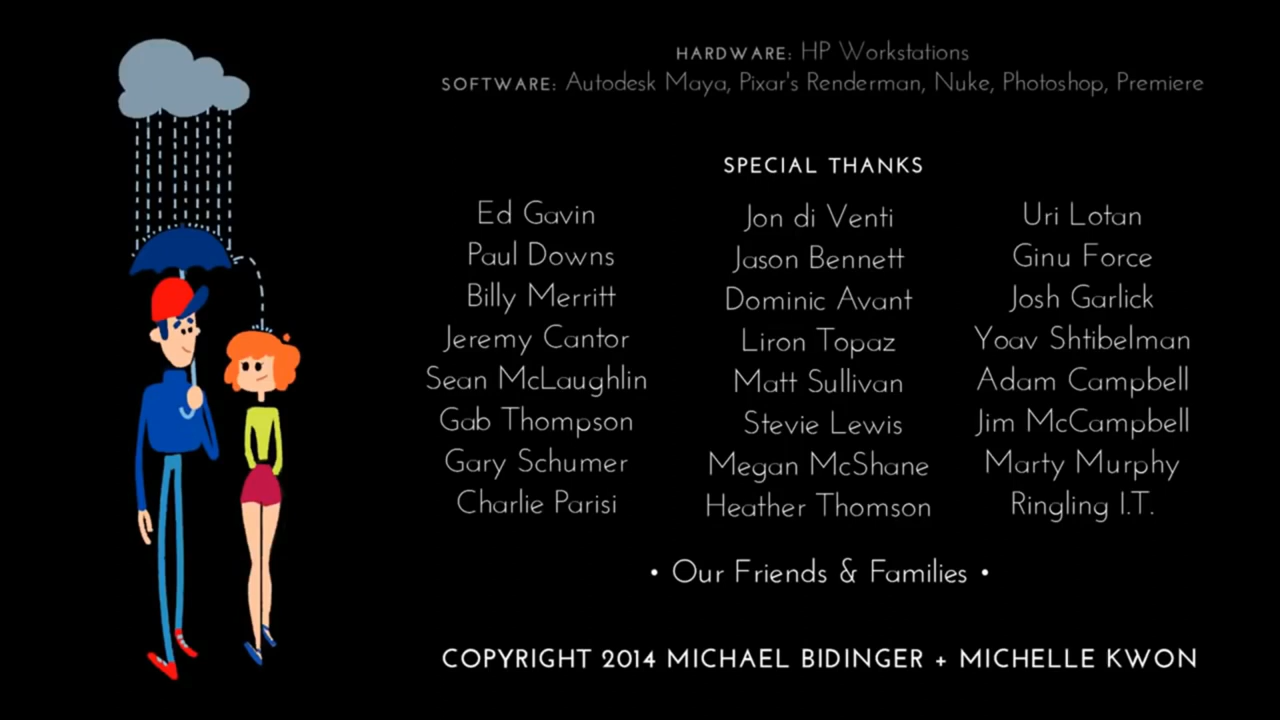 HARDWARE: HP Workstations
SOFTWARE: Autodesk Maya, Pixar's Renderman, Nuke, Photoshop, Premiere
SPECIAL THANKS
Ed Gavin
Paul Downs
Billy Merritt
Jeremy Cantor
Sean McLaughlin
Gab Thompson
Gary Schumer
Charlie Parisi
Jon di Venti
Jason Bennett
Dominic Avant
Liron Topaz
Matt Sullivan
Stevie Lewis
Megan McShane
Heather Thomson
Uri Lotan
Ginu Force
Josh Garlick
Yoav Shtibelman
Adam Campbell
Jim McCampbell
Marty Murphy
Ringling I.T.
• Our Friends & Families •
COPYRIGHT 2014 MICHAEL BIDINGER + MICHELLE KWON